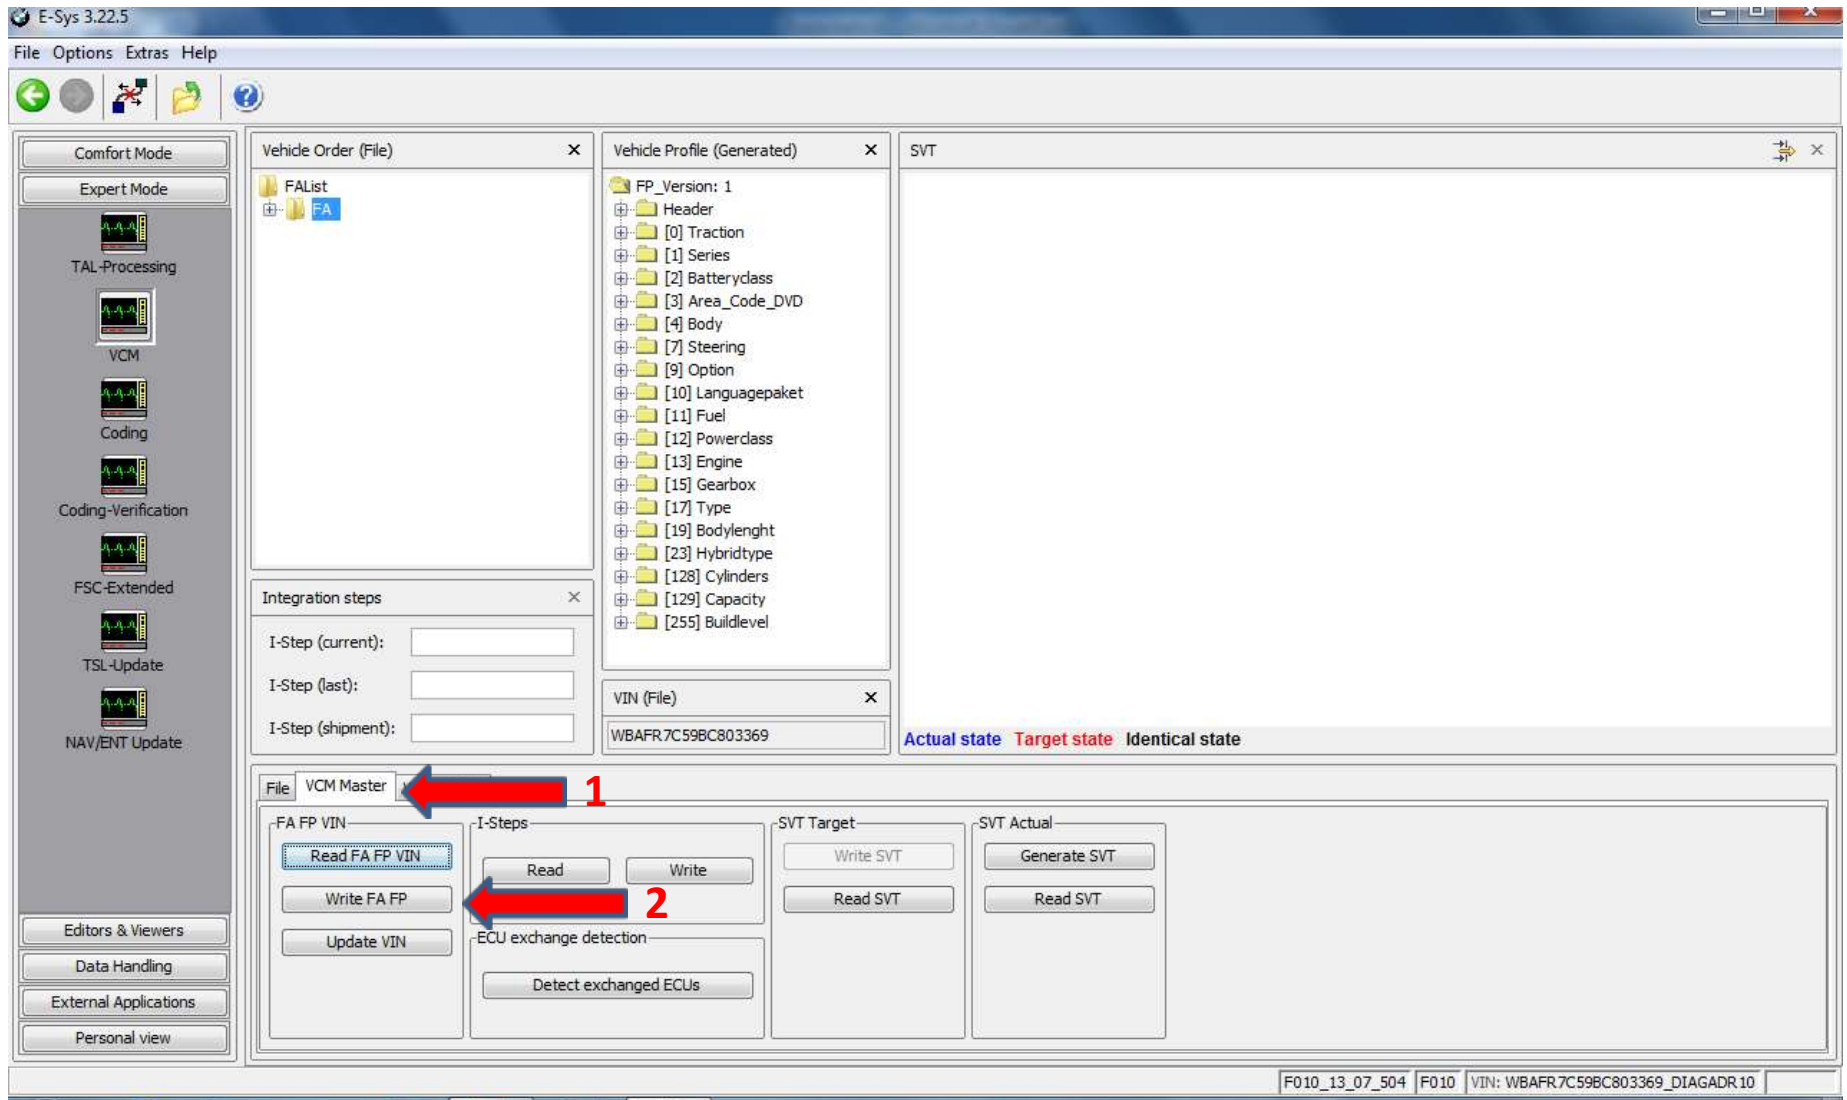 E-Sys 3.22.5
File Options Extras Help
Comfort Mode
Expert Mode
TAL-Processing
VCM
Coding
Coding-Verification
FSC-Extended
TSL-Update
NAV/ENT Update
Editors & Viewers
Data Handling
External Applications
Personal view
Vehicle Order (File)
FAList
FA
Integration steps
I-Step (current):
I-Step (last):
I-Step (shipment):
Vehicle Profile (Generated)
FP_Version: 1
Header
[0] Traction
[1] Series
[2] Batteryclass
[3] Area_Code_DVD
[4] Body
[7] Steering
[9] Option
[10] Languagepaket
[11] Fuel
[12] Powerclass
[13] Engine
[15] Gearbox
[17] Type
[19] Bodylenght
[23] Hybridtype
[128] Cylinders
[129] Capacity
[255] Buildlevel
VIN (File)
WBAFR7C59BC803369
SVT
Actual state Target state Identical state
File VCM Master
1
FA FP VIN
Read FA FP VIN
Write FA FP
2
Update VIN
I-Steps
Read Write
ECU exchange detection
Detect exchanged ECUs
SVT Target
Write SVT
Read SVT
SVT Actual
Generate SVT
Read SVT
F010_13_07_504 F010 VIN: WBAFR7C59BC803369_DIAGADR10